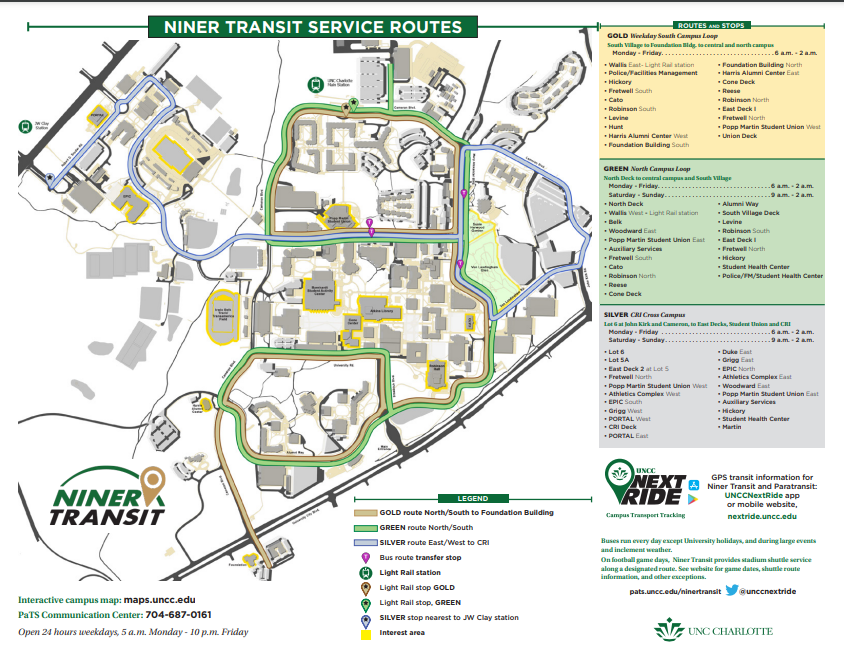 NINER TRANSIT SERVICE ROUTES
UNC Charlotte
Main Station
JW Clay
Station
Cameron Blvd
University Rd
Foundation
NINER
TRANSIT
LEGEND
GOLD route North/South to Foundation Building
GREEN route North/South
SILVER route East/West to CRI
Bus route transfer stop
Light Rail station
Light Rail stop GOLD
Light Rail stop, GREEN
SILVER stop nearest to JW Clay station
Interest area
Interactive campus map: maps.uncc.edu
PaTS Communication Center: 704-687-0161
Open 24 hours weekdays, 5 a.m. Monday - 10 p.m. Friday
ROUTES AND STOPS
GOLD Weekday South Campus Loop
South Village to Foundation Bldg. to central and north campus
Monday - Friday. . . . . . . . . . . . . . . . . . . . . . . . . . . . 6 a.m. - 2 a.m.
• Wallis East- Light Rail station
• Police/Facilities Management
• Hickory
• Fretwell South
• Cato
• Robinson South
• Levine
• Hunt
• Harris Alumni Center West
• Foundation Building South
• Foundation Building North
• Harris Alumni Center East
• Cone Deck
• Reese
• Robinson North
• East Deck I
• Fretwell North
• Popp Martin Student Union West
• Union Deck
GREEN North Campus Loop
North Deck to central campus and South Village
Monday - Friday. . . . . . . . . . . . . . . . . . . . . . . . . . . . 6 a.m. - 2 a.m.
Saturday - Sunday. . . . . . . . . . . . . . . . . . . . . . . . . . 9 a.m. - 2 a.m.
• North Deck
• Wallis West - Light Rail station
• Belk
• Woodward East
• Popp Martin Student Union East
• Auxiliary Services
• Fretwell South
• Cato
• Robinson North
• Reese
• Cone Deck
• Alumni Way
• South Village Deck
• Levine
• Robinson South
• East Deck I
• Fretwell North
• Hickory
• Student Health Center
• Police/FM/Student Health Center
SILVER CRI Cross Campus
Lot 6 at John Kirk and Cameron, to East Decks, Student Union and CRI
Monday - Friday . . . . . . . . . . . . . . . . . . . . . . . . . . . 6 a.m. - 2 a.m.
Saturday - Sunday. . . . . . . . . . . . . . . . . . . . . . . . . . 9 a.m. - 2 a.m.
• Lot 6
• Lot 5A
• East Deck 2 at Lot 5
• Fretwell North
• Popp Martin Student Union West
• Athletics Complex West
• EPIC South
• Grigg West
• PORTAL West
• CRI Deck
• PORTAL East
• Duke East
• Grigg East
• EPIC North
• Athletics Complex East
• Woodward East
• Popp Martin Student Union East
• Auxiliary Services
• Hickory
• Student Health Center
• Martin
UNCC
NEXT
RIDE
Campus Transport Tracking
GPS transit information for
Niner Transit and Paratransit:
UNCCNextRide app
or mobile website,
nextride.uncc.edu
Buses run every day except University holidays, and during large events
and inclement weather.
On football game days, Niner Transit provides stadium shuttle service
along a designated route. See website for game dates, shuttle route
information, and other exceptions.
pats.uncc.edu/ninertransit @unccnextride
UNC CHARLOTTE